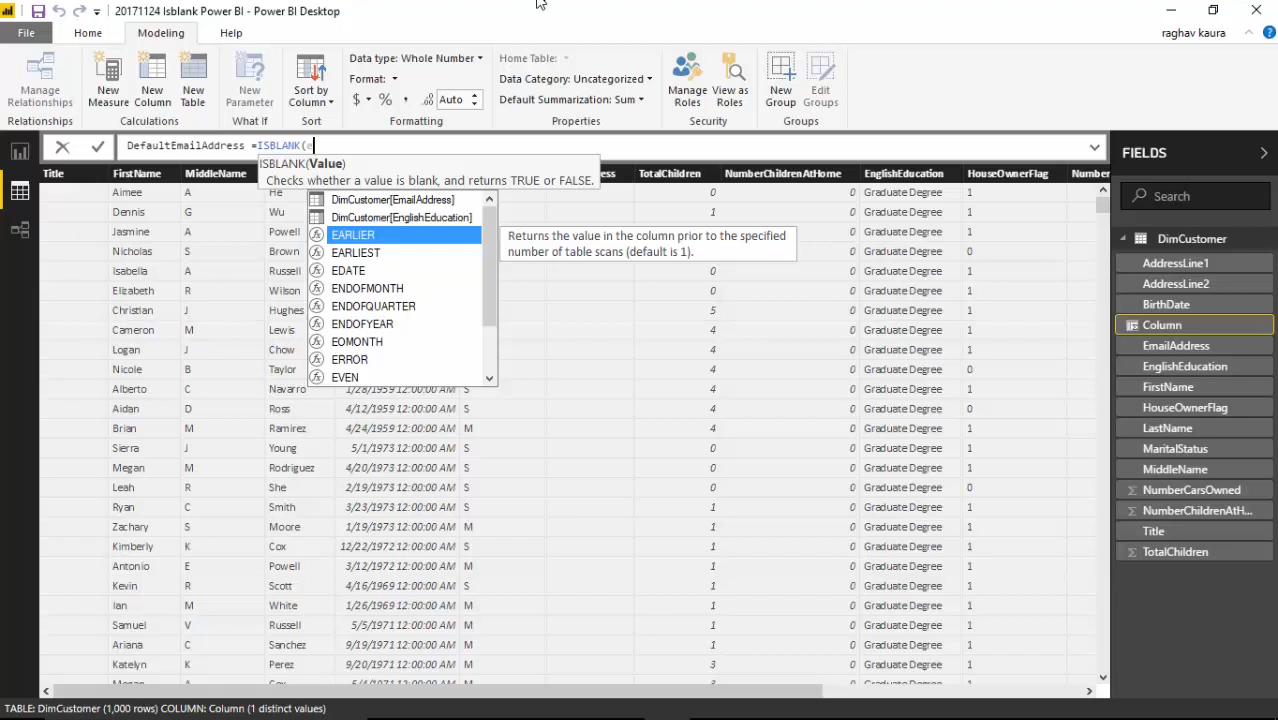 20171124 Isblank Power BI - Power BI Desktop
File Home Modeling Help raghav kaura
Manage Relationships
New Measure
New Column
New Table
New Parameter
Sort by Column
Data type: Whole Number
Format:
$ % , .00 Auto
Home Table:
Data Category: Uncategorized
Default Summarization: Sum
Manage Roles
View as Roles
New Group
Edit Groups
Relationships Calculations What If Sort Formatting Properties Security Groups
DefaultEmailAddress =ISBLANK(e
ISBLANK(Value)
Checks whether a value is blank, and returns TRUE or FALSE.
DimCustomer[EmailAddress]
DimCustomer[EnglishEducation]
EARLIER
EARLIEST
EDATE
ENDOFMONTH
ENDOFQUARTER
ENDOFYEAR
EOMONTH
ERROR
EVEN
Returns the value in the column prior to the specified
number of table scans (default is 1).
Title FirstName MiddleName TotalChildren NumberChildrenAtHome EnglishEducation HouseOwnerFlag Number
Aimee A He 0 0 Graduate Degree 1
Dennis G Wu 1 0 Graduate Degree 1
Jasmine A Powell 0 Graduate Degree 1
Nicholas S Brown 0 Graduate Degree 0
Isabella A Russell 0 0 Graduate Degree 1
Elizabeth R Wilson 0 0 Graduate Degree 1
Christian J Hughes 5 0 Graduate Degree 1
Cameron M Lewis 4 0 Graduate Degree 1
Logan J Chow 4 0 Graduate Degree 1
Nicole B Taylor 4 0 Graduate Degree 0
Alberto C Navarro 1/28/1959 12:00:00 AM S 4 0 Graduate Degree 1
Aidan D Ross 4/12/1959 12:00:00 AM S 4 0 Graduate Degree 0
Brian M Ramirez 4/24/1959 12:00:00 AM M 4 0 Graduate Degree 1
Sierra J Young 5/1/1973 12:00:00 AM S 0 0 Graduate Degree 1
Megan M Rodriguez 4/20/1973 12:00:00 AM S 0 0 Graduate Degree 1
Leah R She 2/19/1973 12:00:00 AM S 0 0 Graduate Degree 0
Ryan C Smith 3/23/1973 12:00:00 AM S 1 0 Graduate Degree 1
Zachary S Moore 1/19/1973 12:00:00 AM M 1 0 Graduate Degree 1
Kimberly K Cox 12/22/1972 12:00:00 AM S 1 0 Graduate Degree 1
Antonio E Powell 3/12/1972 12:00:00 AM M 1 0 Graduate Degree 1
Kevin R Scott 4/16/1969 12:00:00 AM S 1 0 Graduate Degree 1
Ian M White 1/26/1969 12:00:00 AM M 1 0 Graduate Degree 1
Samuel V Russell 5/5/1971 12:00:00 AM M 1 0 Graduate Degree 1
Ariana C Sanchez 9/19/1971 12:00:00 AM M 1 0 Graduate Degree 1
Katelyn K Perez 9/20/1971 12:00:00 AM M 3 0 Graduate Degree 1
FIELDS
Search
DimCustomer
AddressLine1
AddressLine2
BirthDate
Column
EmailAddress
EnglishEducation
FirstName
HouseOwnerFlag
LastName
MaritalStatus
MiddleName
NumberCarsOwned
NumberChildrenAtH...
Title
TotalChildren
TABLE: DimCustomer (1,000 rows) COLUMN: Column (1 distinct values)